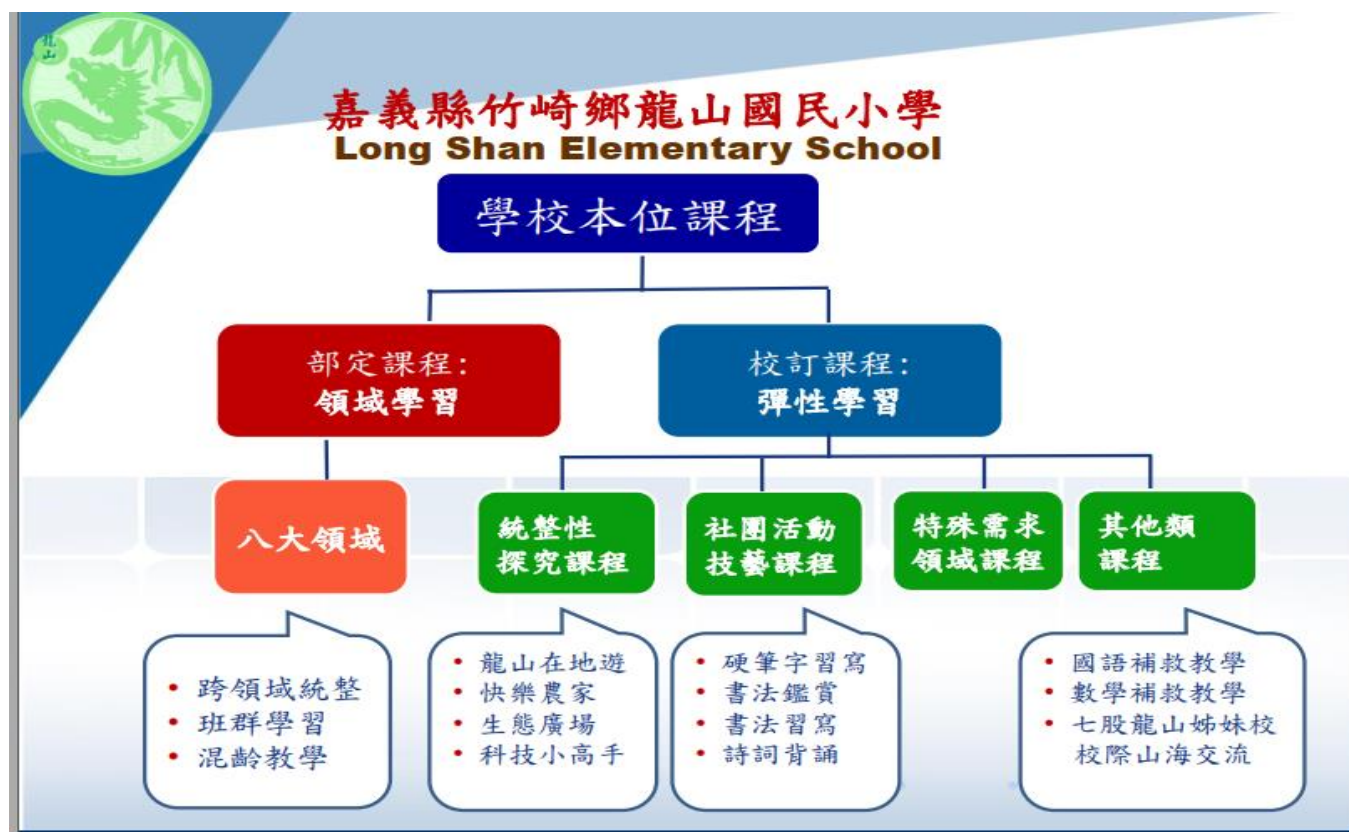 龍山
嘉義縣竹崎鄉龍山國民小學
Long Shan Elementary School
學校本位課程
部定課程:
領域學習
校訂課程:
彈性學習
八大領域
統整性
探究課程
社團活動
技藝課程
特殊需求
領域課程
其他類
課程
• 跨領域統整
• 班群學習
• 混齡教學
• 龍山在地遊
• 快樂農家
• 生態廣場
• 科技小高手
• 硬筆字習寫
• 書法鑑賞
• 書法習寫
• 詩詞背誦
• 國語補救教學
• 數學補救教學
• 七股龍山姊妹校
校際山海交流